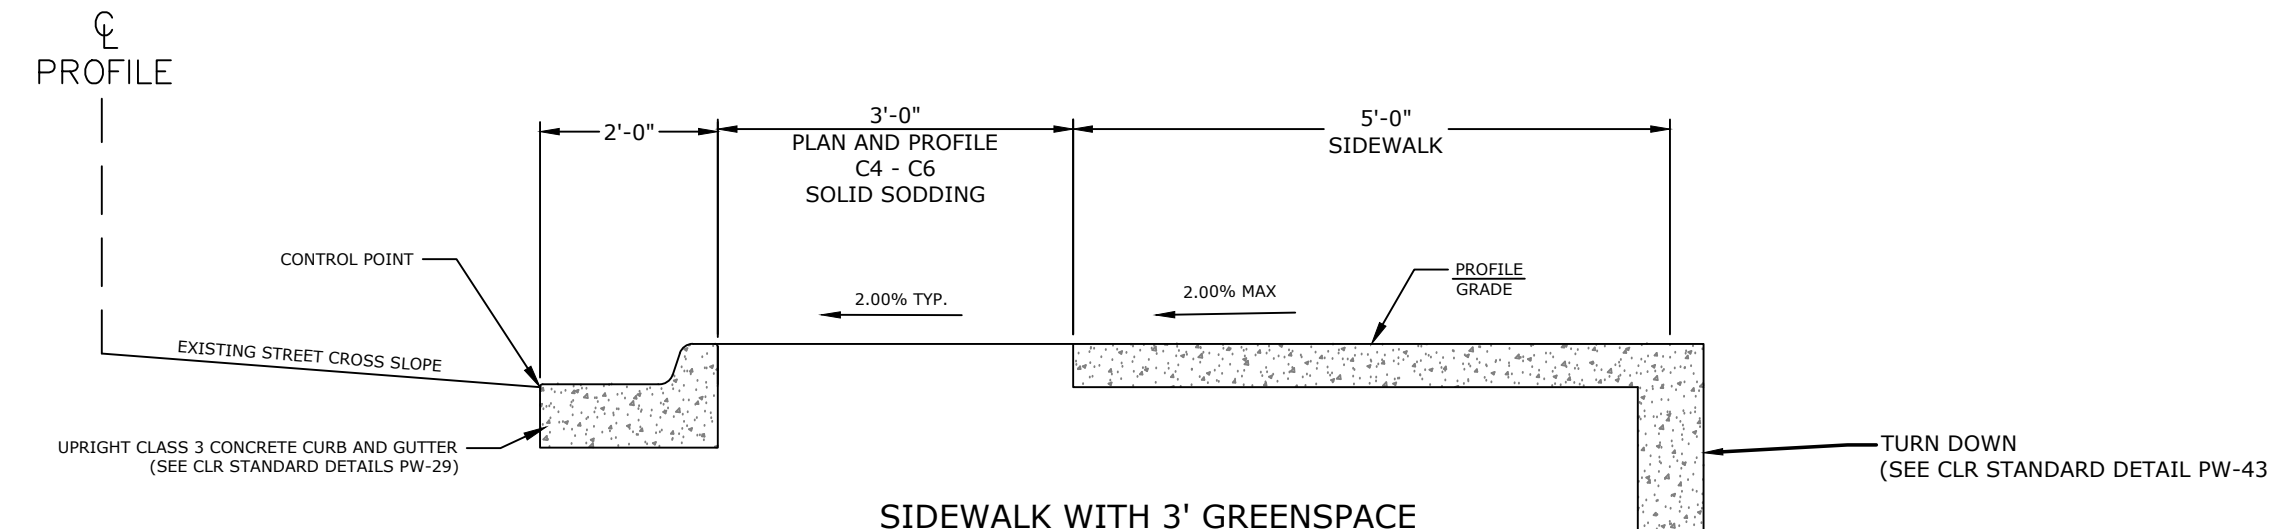 ℄
PROFILE
2'-0"
3'-0"
PLAN AND PROFILE
C4 - C6
SOLID SODDING
5'-0"
SIDEWALK
CONTROL POINT
2.00% TYP.
2.00% MAX
PROFILE
GRADE
EXISTING STREET CROSS SLOPE
UPRIGHT CLASS 3 CONCRETE CURB AND GUTTER
(SEE CLR STANDARD DETAILS PW-29)
TURN DOWN
(SEE CLR STANDARD DETAIL PW-43
SIDEWALK WITH 3' GREENSPACE